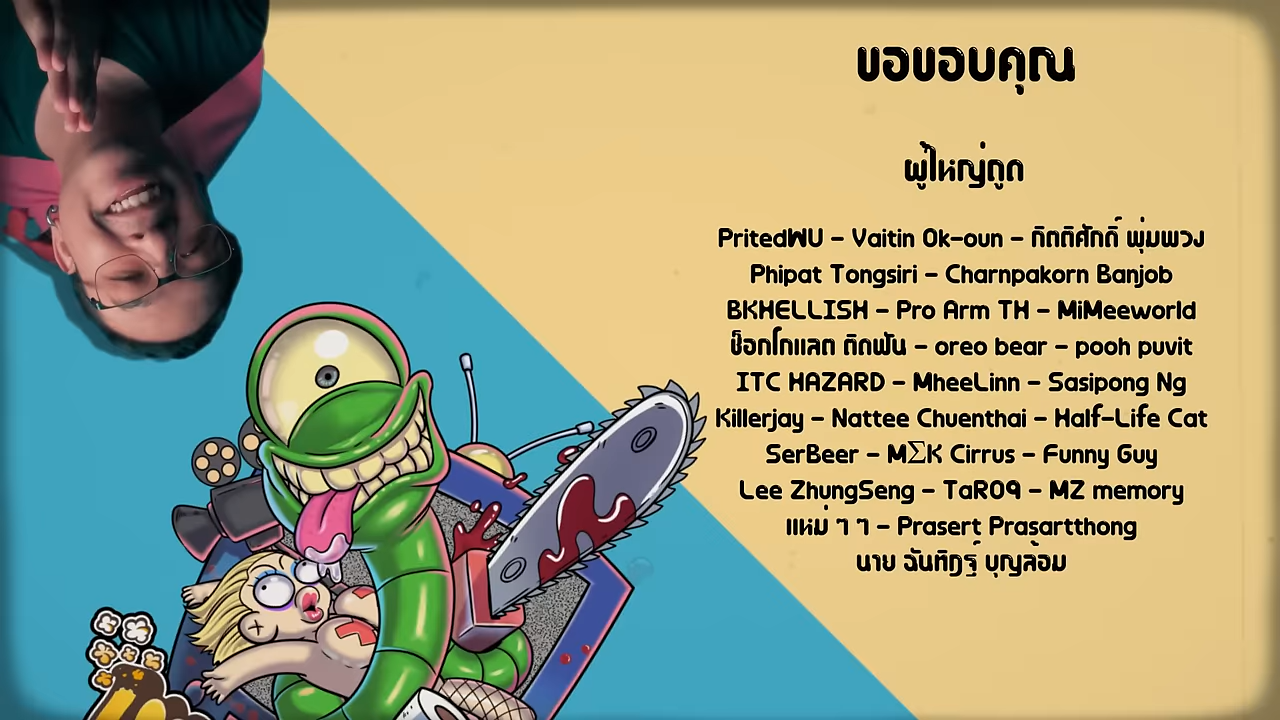 ขอขอบคุณ
ผู้ใหญ่ถูด
PritedWU - Vaitin Ok-oun - กิตติศักดิ์ พุ่มพวง
Phipat Tongsiri - Charnpakorn Banjob
BKHELLISH - Pro Arm TH - MiMeeworld
ช็อกโกแลต ติดฟัน - oreo bear - pooh puvit
ITC HAZARD - MheeLinn - Sasipong Ng
Killerjay - Nattee Chuenthai - Half-Life Cat
SerBeer - MΣK Cirrus - Funny Guy
Lee ZhungSeng - TaRO9 - MZ memory
แหม่ ๆ ๆ - Prasert Prasartthong
นาย ฉันทิฏฐ์ บุญล้อม